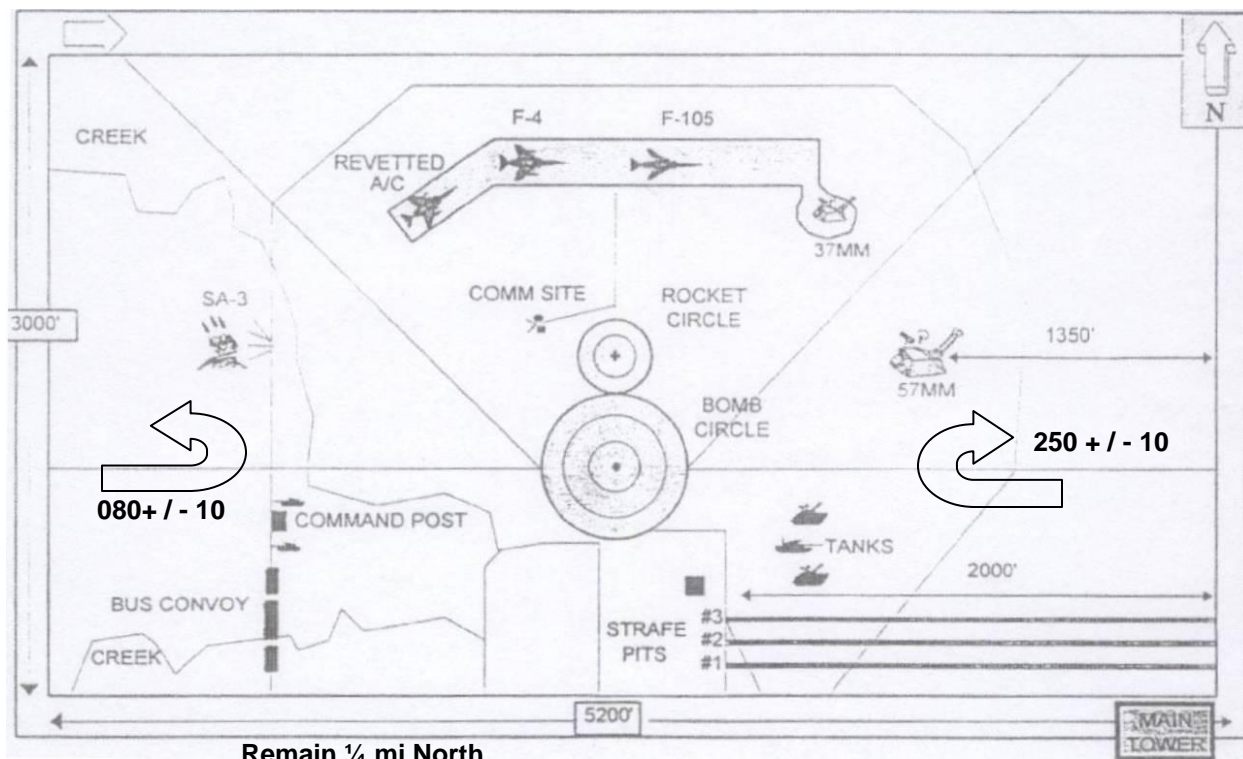 N
CREEK
F-4
F-105
REVETTED
A/C
37MM
SA-3
COMM SITE
ROCKET
CIRCLE
3000'
1350'
57MM
BOMB
CIRCLE
250 + / - 10
080+ / - 10
COMMAND POST
TANKS
2000'
BUS CONVOY
STRAFE
PITS
#3
#2
#1
CREEK
5200'
MAIN
TOWER
Remain ¼ mi North